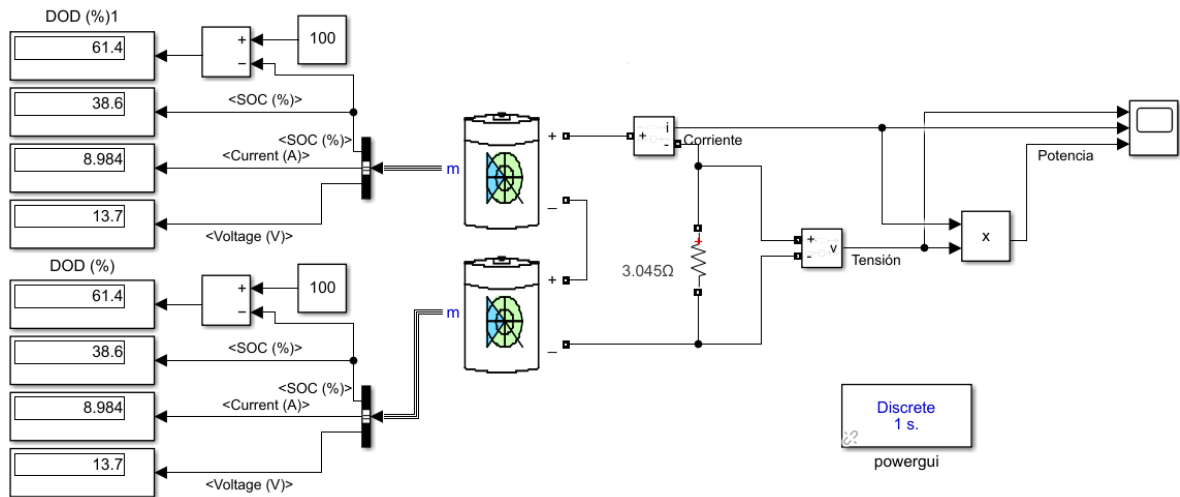 DOD (%)1
61.4
+
−
100
38.6
<SOC (%)>
<SOC (%)>
8.984
<Current (A)>
13.7
<Voltage (V)>
m
+
_
+
i
-
Corriente
Potencia
DOD (%)
61.4
+
−
100
38.6
<SOC (%)>
<SOC (%)>
8.984
<Current (A)>
13.7
<Voltage (V)>
m
+
_
3.045Ω
+
+
-
v
Tensión
x
Discrete
1 s.
powergui